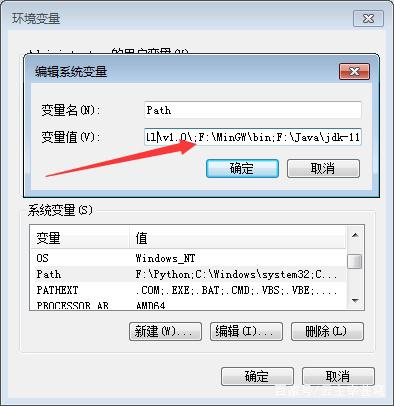 环境变量
编辑系统变量
变量名(N):
Path
变量值(V):
ll\v1.0\;F:\MinGW\bin;F:\Java\jdk-11
确定
取消
系统变量(S)
变量
值
OS
Windows_NT
Path
F:\Python;C:\Windows\system32;C...
PATHEXT
.COM;.EXE;.BAT;.CMD;.VBS;.VBE;....
PROCESSOR_AR
AMD64
新建(W)...
编辑(I)...
删除(L)
确定
取消